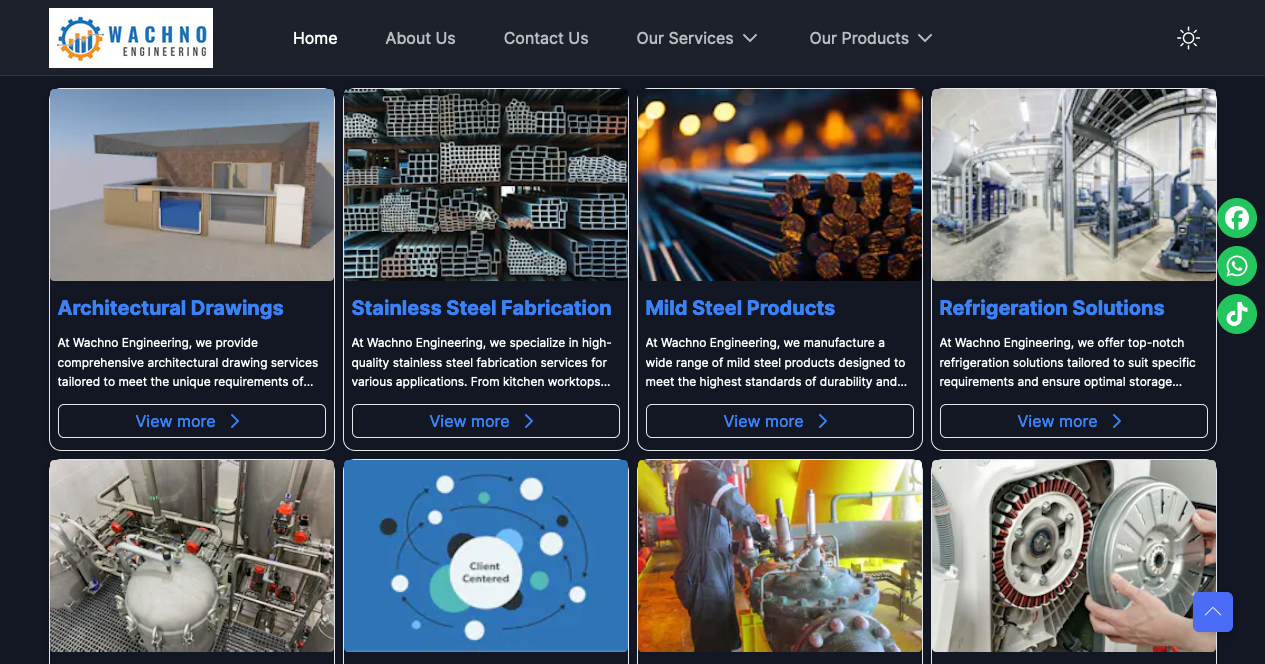 WACHNO
ENGINEERING
Home
About Us
Contact Us
Our Services
Our Products
Architectural Drawings
At Wachno Engineering, we provide
comprehensive architectural drawing services
tailored to meet the unique requirements of...
View more
Stainless Steel Fabrication
At Wachno Engineering, we specialize in high-
quality stainless steel fabrication services for
various applications. From kitchen worktops...
View more
Mild Steel Products
At Wachno Engineering, we manufacture a
wide range of mild steel products designed to
meet the highest standards of durability and...
View more
Refrigeration Solutions
At Wachno Engineering, we offer top-notch
refrigeration solutions tailored to suit specific
requirements and ensure optimal storage...
View more
Client
Centered